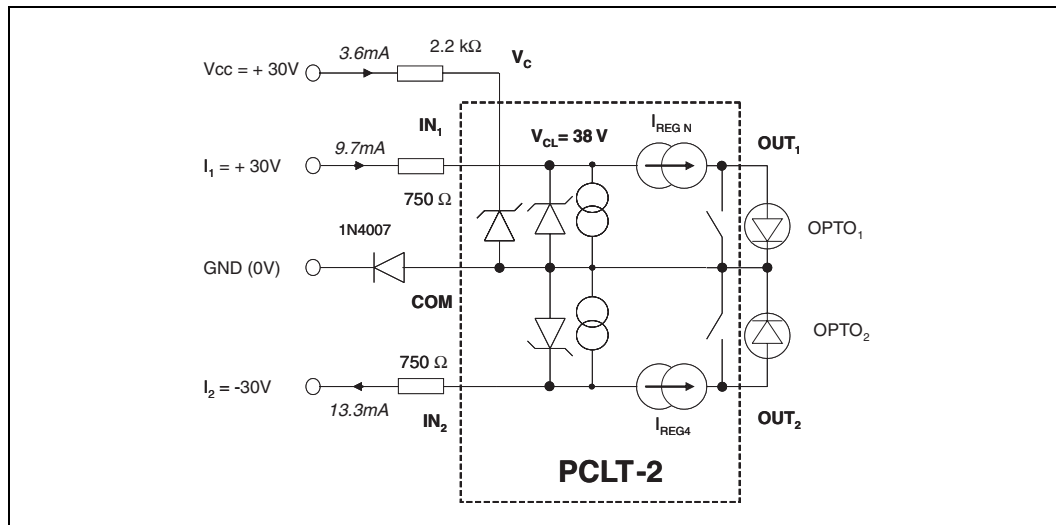 3.6mA
2.2 kΩ
V_C
Vcc = + 30V
IN₁
V_CL= 38 V
I_REG N
OUT₁
9.7mA
I₁ = + 30V
750 Ω
1N4007
OPTO₁
GND (0V)
COM
750 Ω
OPTO₂
I₂ = -30V
13.3mA
IN₂
I_REG4
OUT₂
PCLT-2